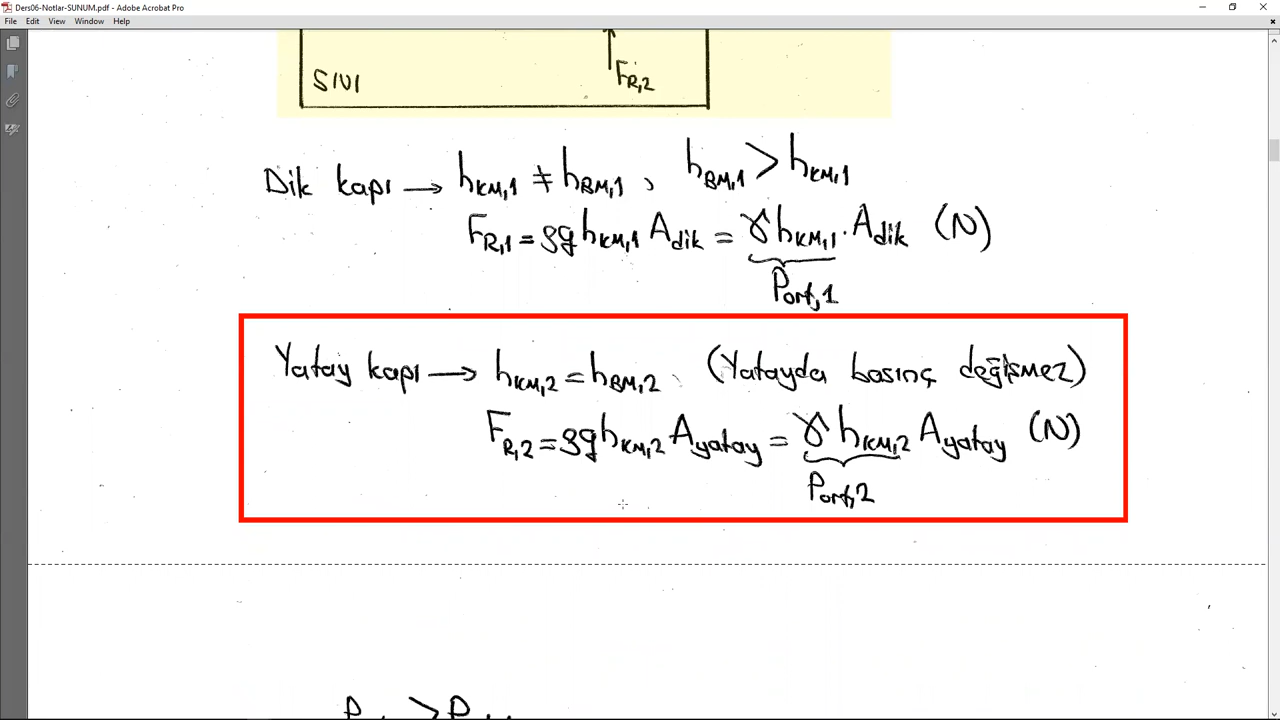 Ders06-Notlar-SUNUM.pdf - Adobe Acrobat Pro
File Edit View Window Help
SIVI
F_R,2
Dik kapı → h_KM,1 ≠ h_BM,1 , h_BM,1 > h_KM,1
F_R,1 = ρg h_KM,1 A_dik = γ h_KM,1 . A_dik (N)
P_ort,1
Yatay kapı → h_KM,2 = h_BM,2 (Yatayda basınç değişmez)
F_R,2 = ρg h_KM,2 A_yatay = γ h_KM,2 A_yatay (N)
P_ort,2